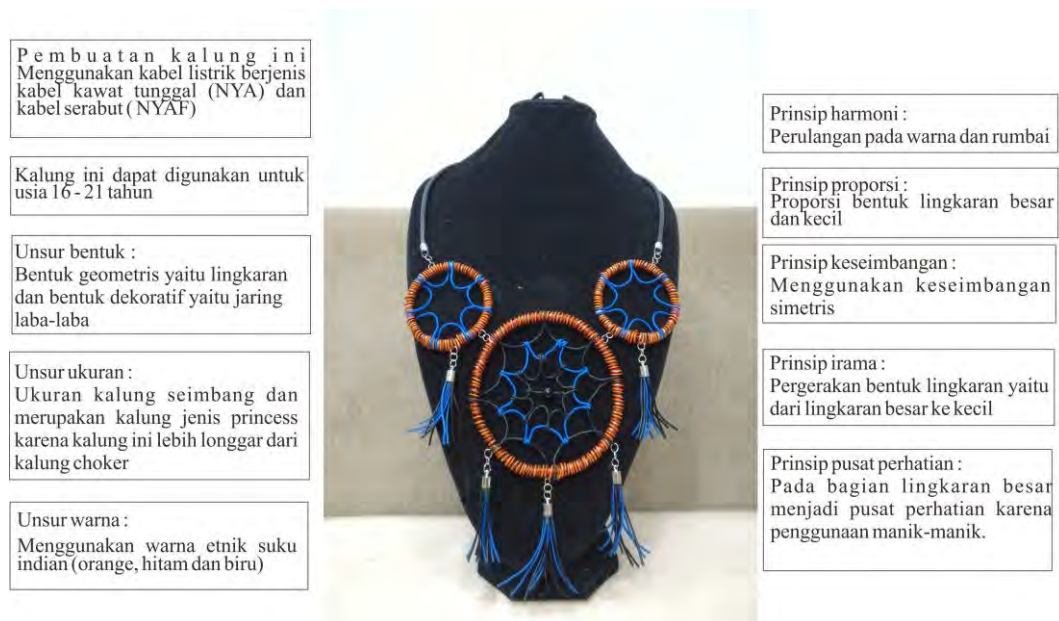 Pembuatan kalung ini
Menggunakan kabel listrik berjenis
kabel kawat tunggal (NYA) dan
kabel serabut ( NYAF)
Kalung ini dapat digunakan untuk
usia 16 - 21 tahun
Unsur bentuk :
Bentuk geometris yaitu lingkaran
dan bentuk dekoratif yaitu jaring
laba-laba
Unsur ukuran :
Ukuran kalung seimbang dan
merupakan kalung jenis princess
karena kalung ini lebih longgar dari
kalung choker
Unsur warna :
Menggunakan warna etnik suku
indian (orange, hitam dan biru)
Prinsip harmoni :
Perulangan pada warna dan rumbai
Prinsip proporsi :
Proporsi bentuk lingkaran besar
dan kecil
Prinsip keseimbangan :
Menggunakan keseimbangan
simetris
Prinsip irama :
Pergerakan bentuk lingkaran yaitu
dari lingkaran besar ke kecil
Prinsip pusat perhatian :
Pada bagian lingkaran besar
menjadi pusat perhatian karena
penggunaan manik-manik.